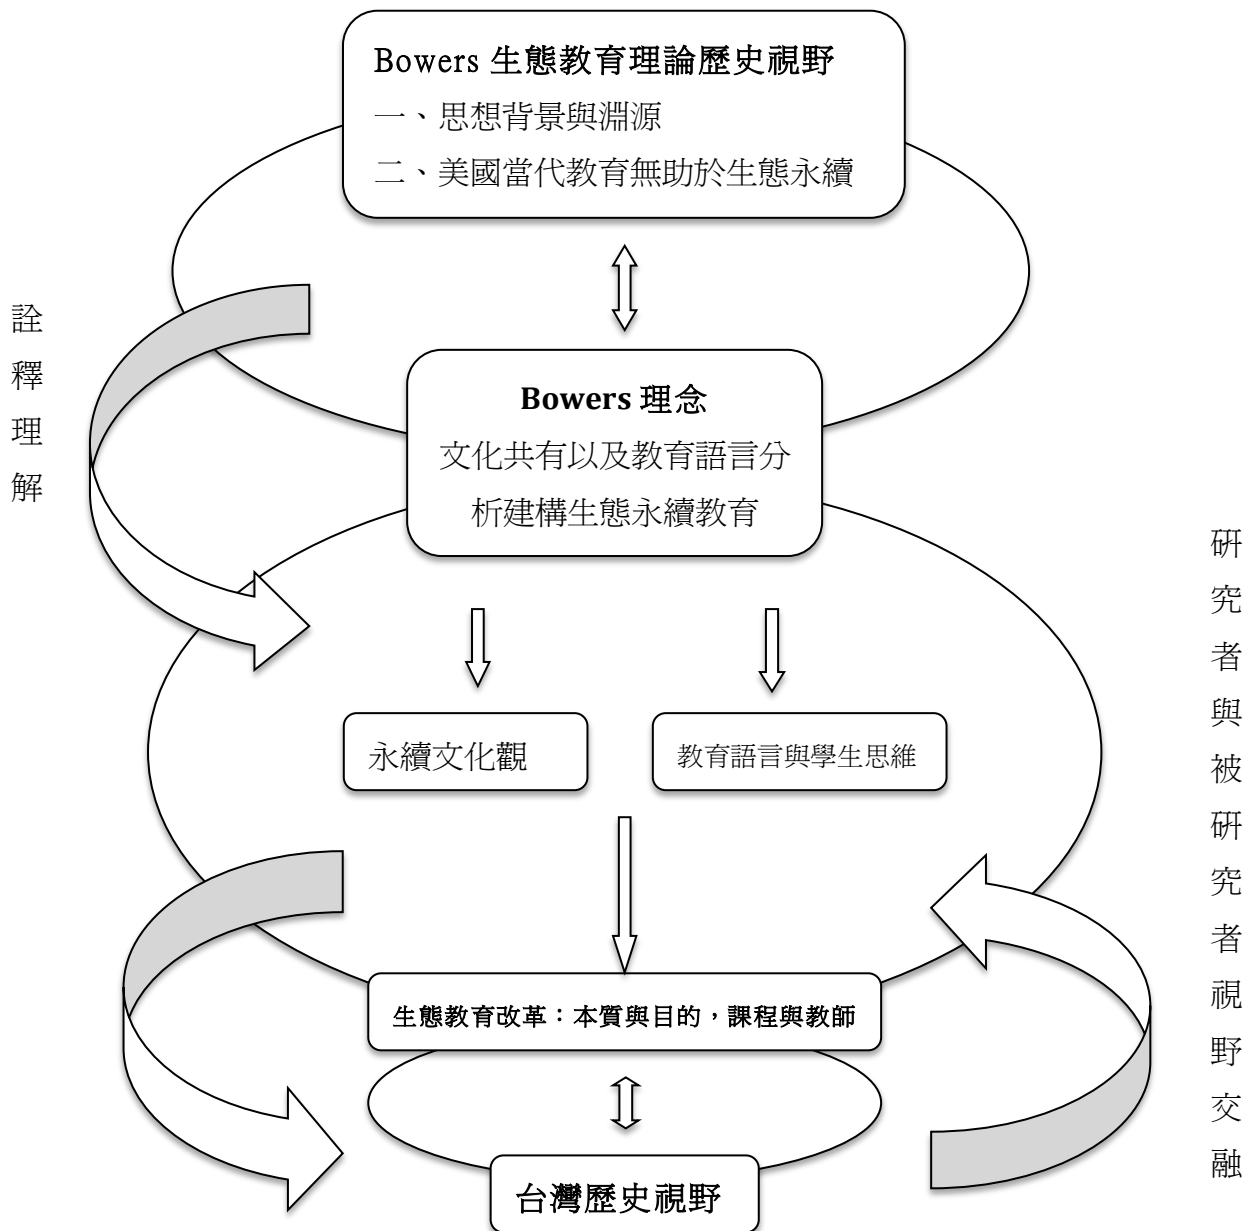 Bowers 生態教育理論歷史視野
一、思想背景與淵源
二、美國當代教育無助於生態永續
詮釋理解
Bowers 理念
文化共有以及教育語言分
析建構生態永續教育
研究者與被研究者視野交融
永續文化觀
教育語言與學生思維
生態教育改革：本質與目的，課程與教師
台灣歷史視野